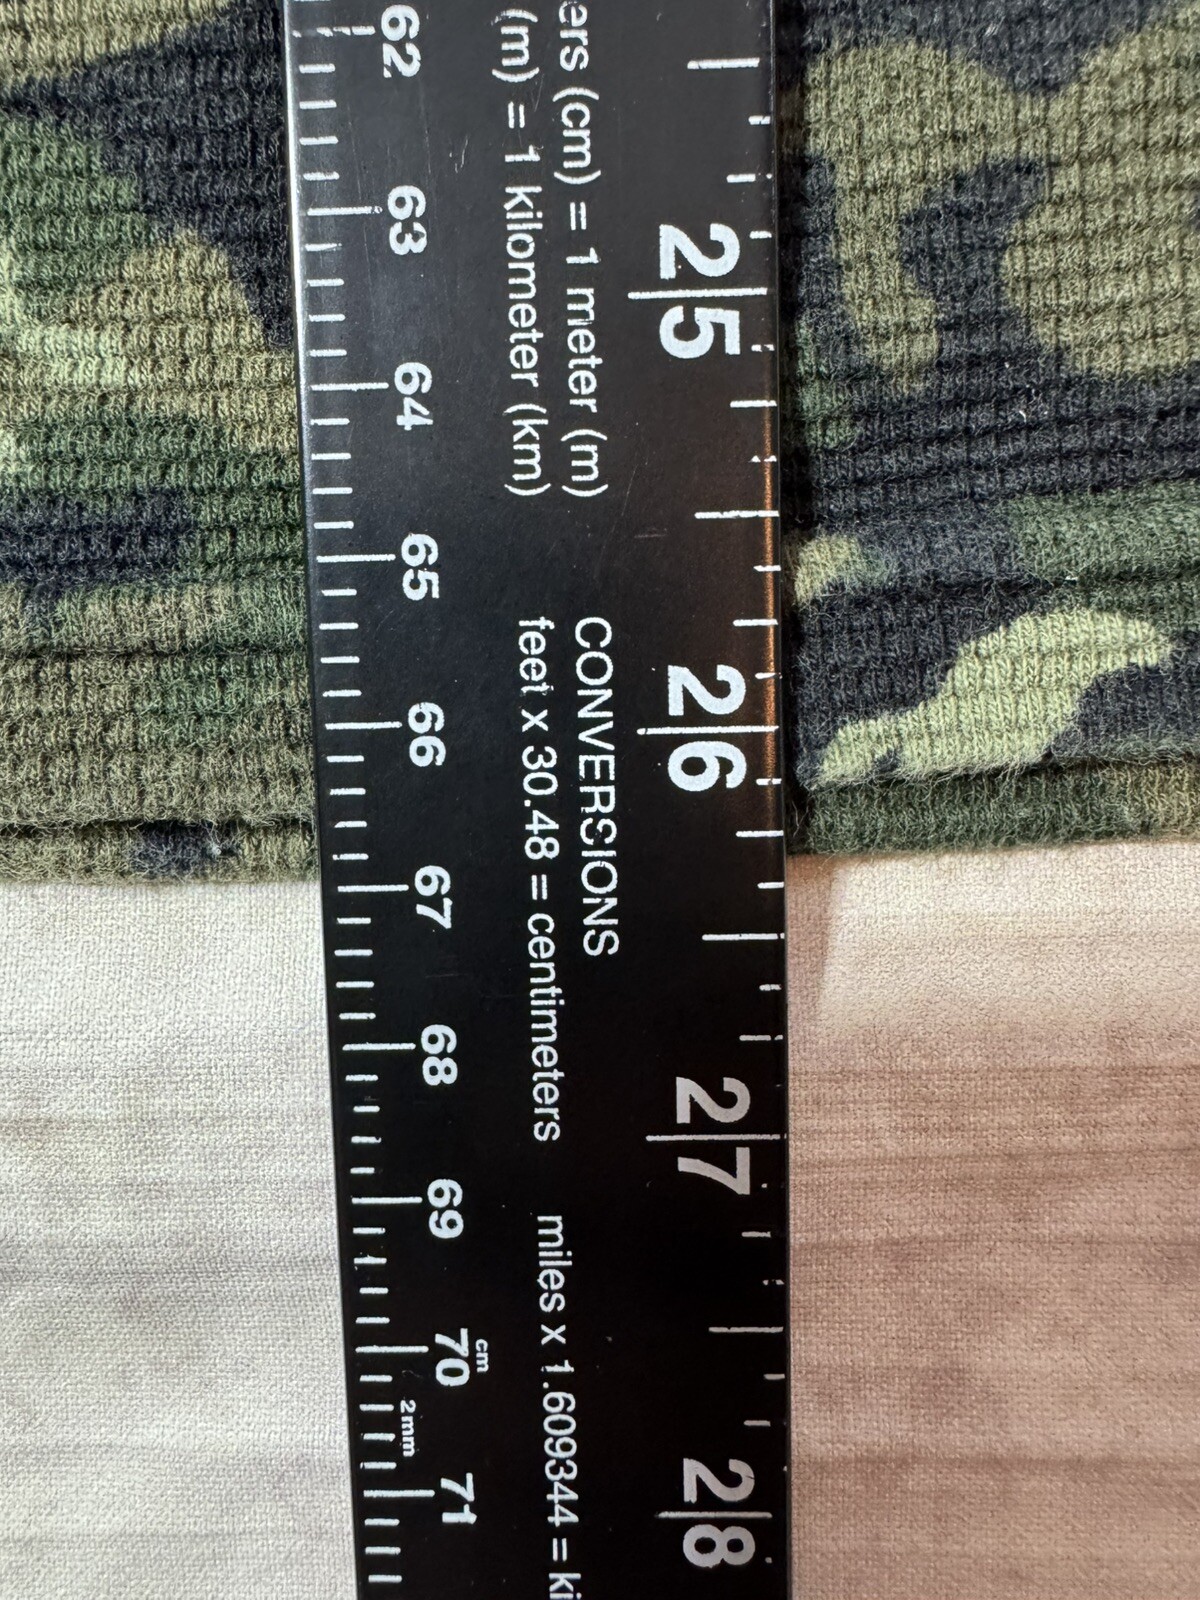 62
63
64
65
66
67
68
69
70 cm
2mm
71
ers (cm) = 1 meter (m)
(m) = 1 kilometer (km)
CONVERSIONS
feet x 30.48 = centimeters miles x 1.609344 =
25
26
27
28